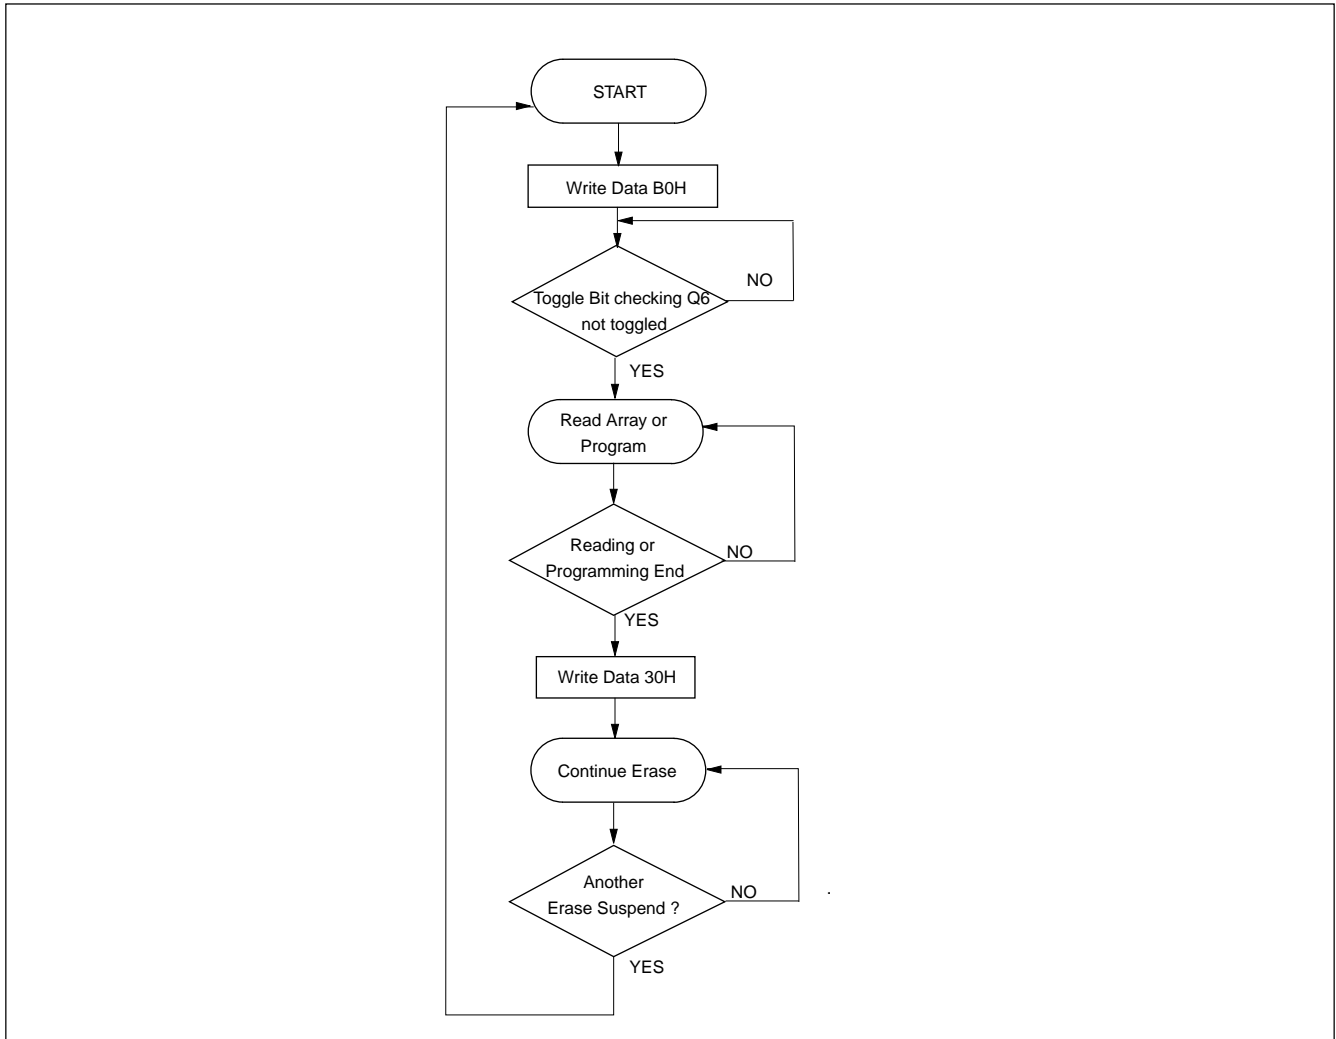 START
Write Data B0H
NO
Toggle Bit checking Q6
not toggled
YES
Read Array or
Program
Reading or
NO
Programming End
YES
Write Data 30H
Continue Erase
Another
NO
Erase Suspend ?
YES
.